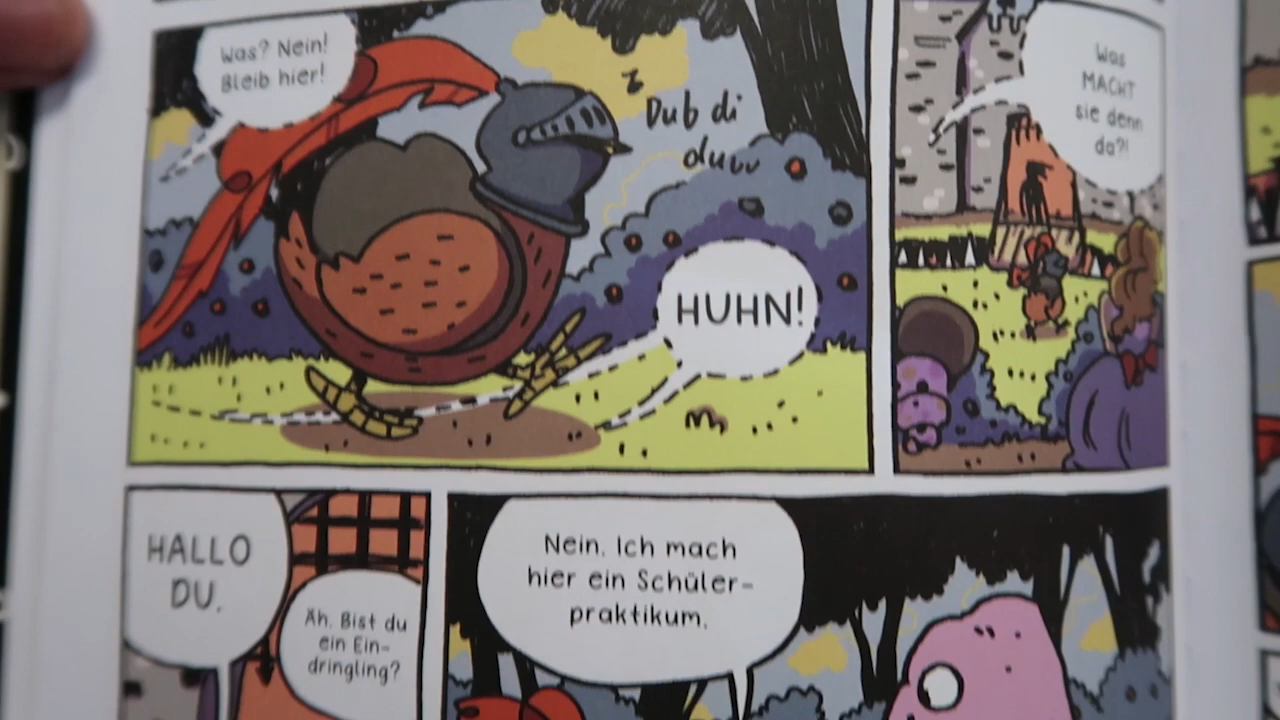 Was? Nein!
Bleib hier!
Dub di
duuu
HUHN!
Was
MACHT
sie denn
da?!
HALLO
DU.
Äh. Bist du
ein Ein-
dringling?
Nein. Ich mach
hier ein Schüler-
praktikum.